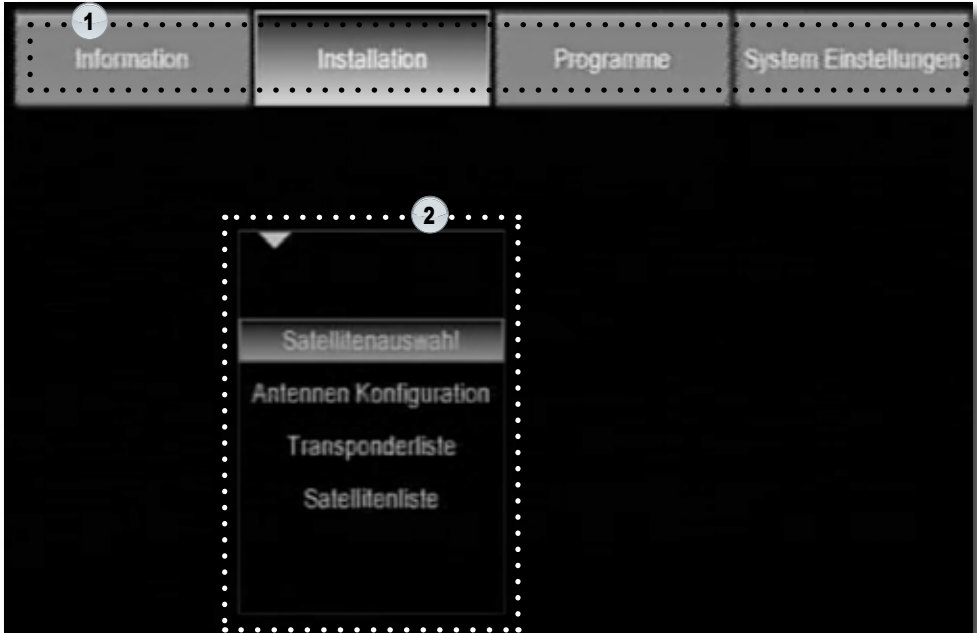 1
Information Installation Programme System Einstellungen
2
Satellitenauswahl
Antennen Konfiguration
Transponderliste
Satellitenliste